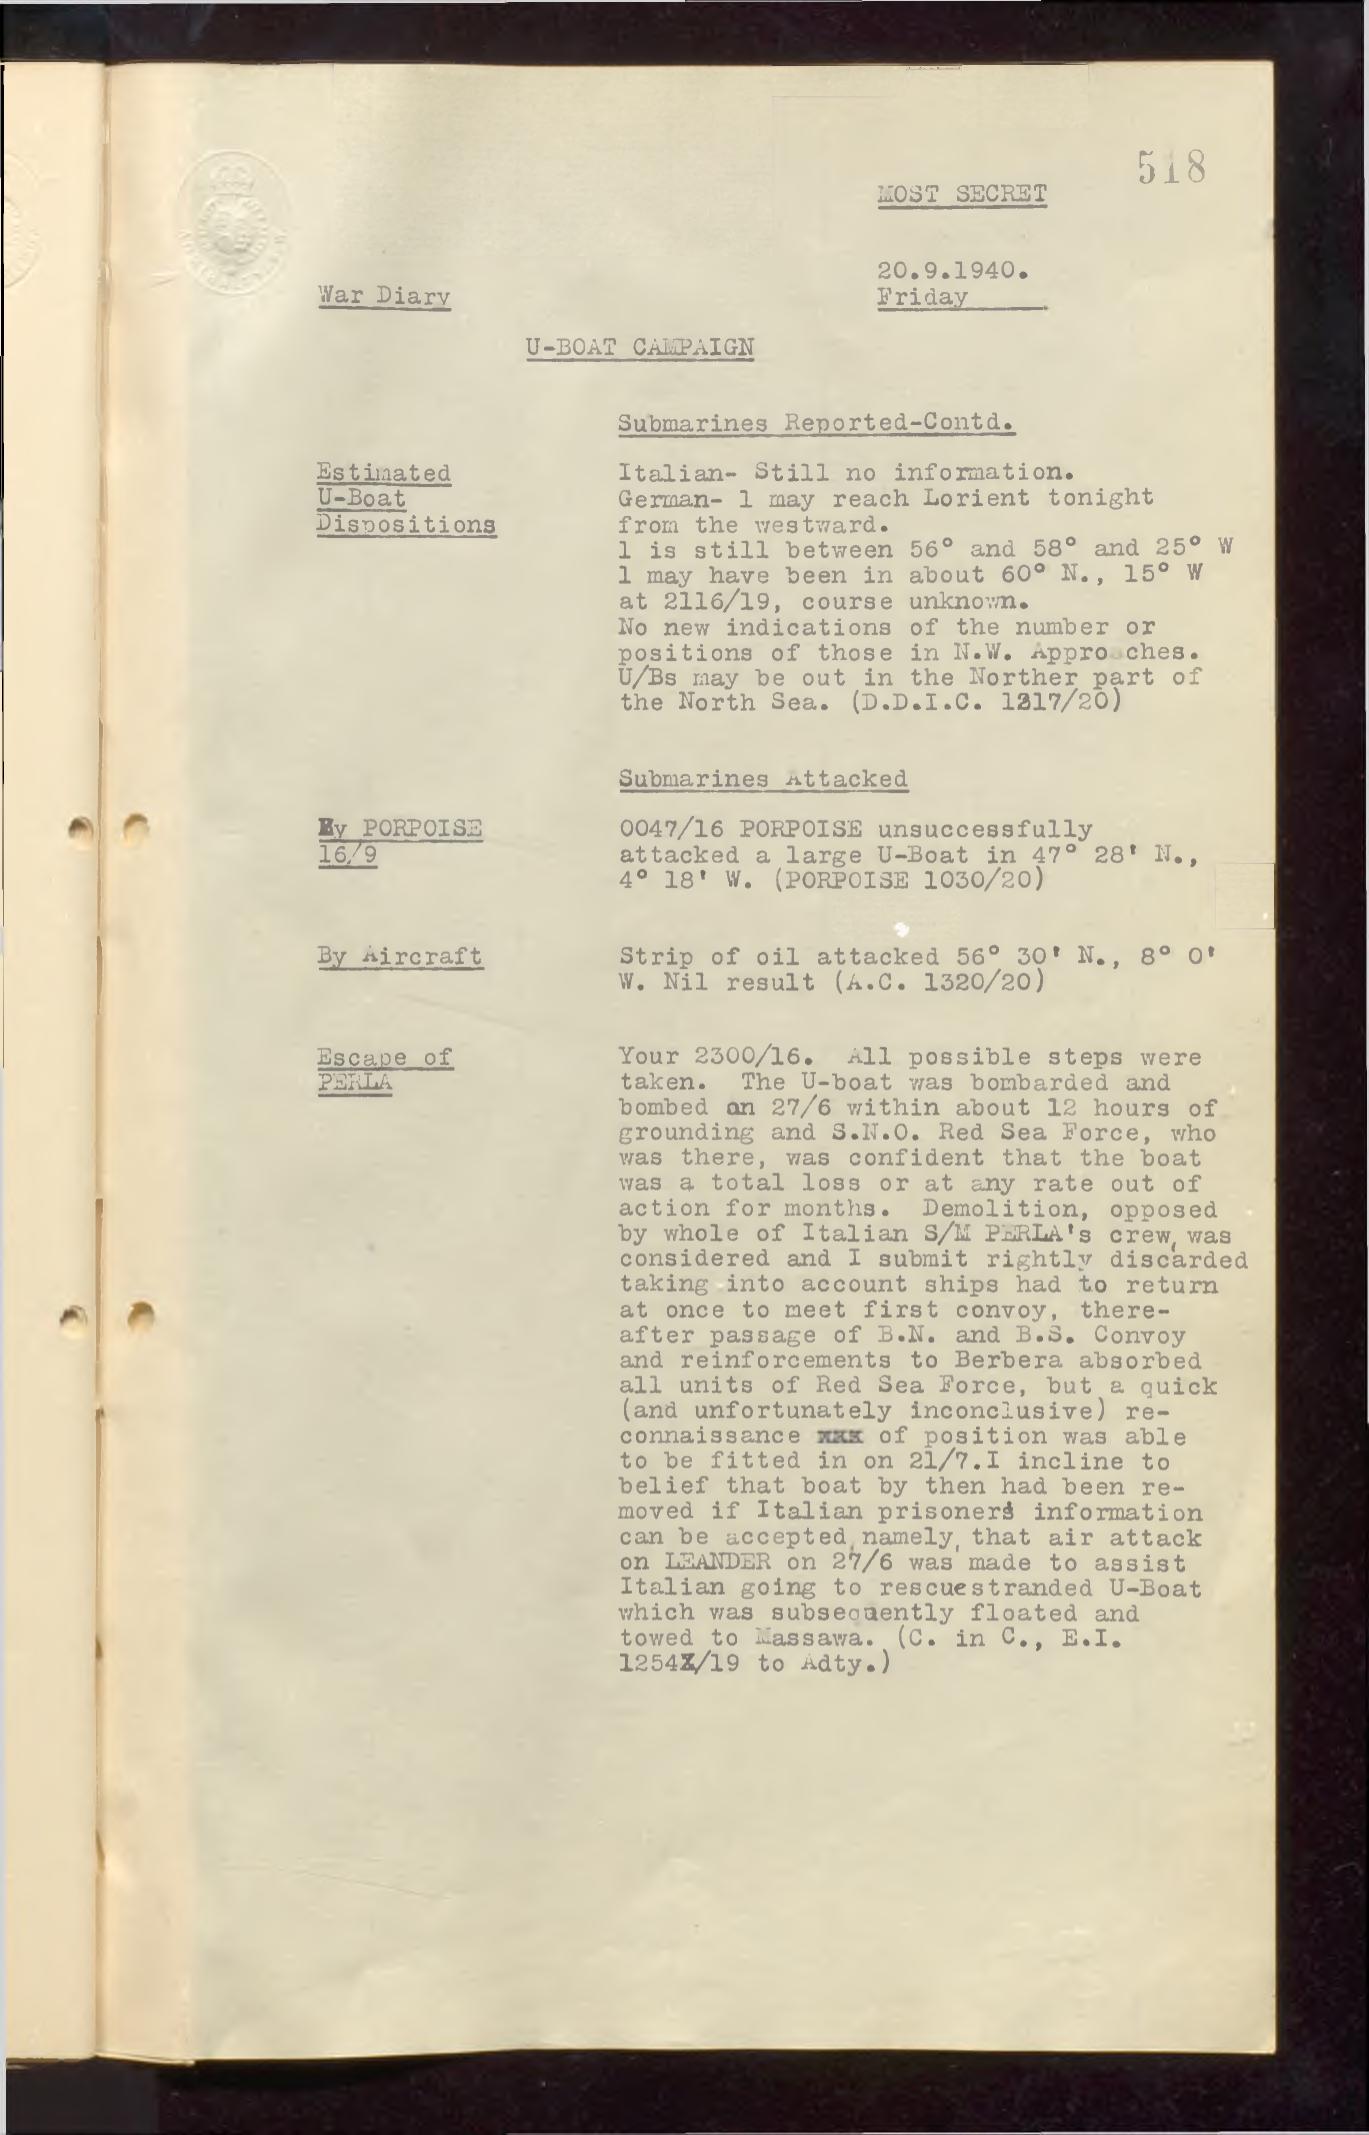 518
MOST SECRET
20.9.1940.
War Diary
Friday
U-BOAT CAMPAIGN
Submarines Reported-Contd.
Estimated
U-Boat
Dispositions
Italian- Still no information.
German- 1 may reach Lorient tonight
from the westward.
1 is still between 56° and 58° and 25° W
1 may have been in about 60° N., 15° W
at 2116/19, course unknown.
No new indications of the number or
positions of those in N.W. Appro ches.
U/Bs may be out in the Norther part of
the North Sea. (D.D.I.C. 1217/20)
Submarines Attacked
By PORPOISE
16/9
0047/16 PORPOISE unsuccessfully
attacked a large U-Boat in 47° 28' N.,
4° 18' W. (PORPOISE 1030/20)
By Aircraft
Strip of oil attacked 56° 30' N., 8° 0'
W. Nil result (A.C. 1320/20)
Escape of
PERLA
Your 2300/16. All possible steps were
taken. The U-boat was bombarded and
bombed on 27/6 within about 12 hours of
grounding and S.N.O. Red Sea Force, who
was there, was confident that the boat
was a total loss or at any rate out of
action for months. Demolition, opposed
by whole of Italian S/M PERLA's crew, was
considered and I submit rightly discarded
taking into account ships had to return
at once to meet first convoy, there-
after passage of B.N. and B.S. Convoy
and reinforcements to Berbera absorbed
all units of Red Sea Force, but a quick
(and unfortunately inconclusive) re-
connaissance xxx of position was able
to be fitted in on 21/7.I incline to
belief that boat by then had been re-
moved if Italian prisoners information
can be accepted, namely, that air attack
on LEANDER on 27/6 was made to assist
Italian going to rescue stranded U-Boat
which was subsequently floated and
towed to Massawa. (C. in C., E.I.
1254Z/19 to Adty.)